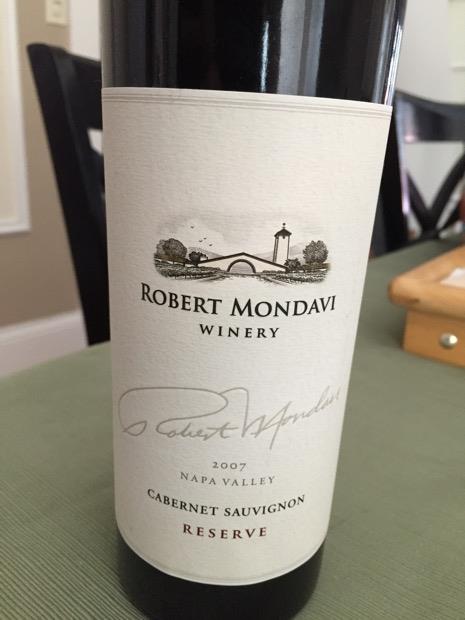 ROBERT MONDAVI
WINERY
Robert Mondavi
2007
NAPA VALLEY
CABERNET SAUVIGNON
RESERVE